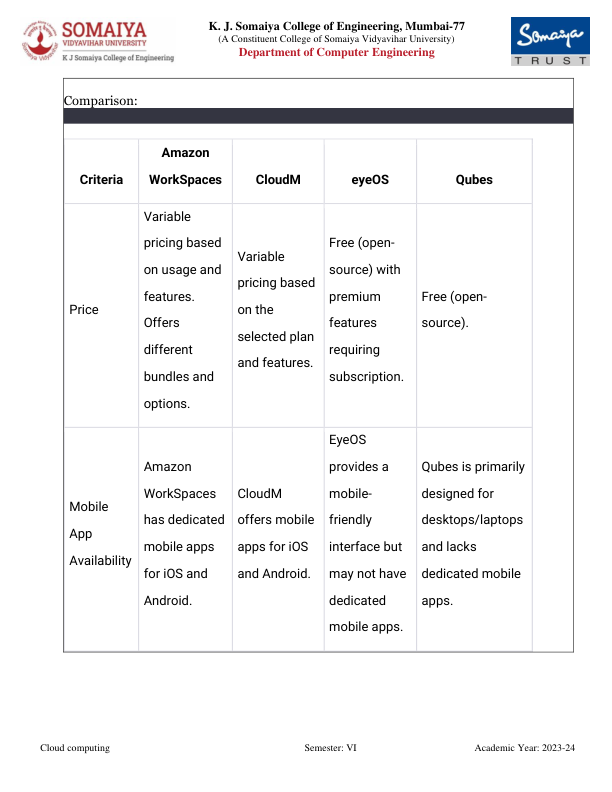 SOMAIYA
VIDYAVIHAR UNIVERSITY
K J Somaiya College of Engineering
K. J. Somaiya College of Engineering, Mumbai-77
(A Constituent College of Somaiya Vidyavihar University)
Department of Computer Engineering
Somaiya
TRUST
Comparison:
Criteria
Amazon
WorkSpaces
CloudM
eyeOS
Qubes
Price
Variable
pricing based
on usage and
features.
Offers
different
bundles and
options.
Variable
pricing based
on the
selected plan
and features.
Free (open-
source) with
premium
features
requiring
subscription.
Free (open-
source).
Mobile
App
Availability
Amazon
WorkSpaces
has dedicated
mobile apps
for iOS and
Android.
CloudM
offers mobile
apps for iOS
and Android.
EyeOS
provides a
mobile-
friendly
interface but
may not have
dedicated
mobile apps.
Qubes is primarily
designed for
desktops/laptops
and lacks
dedicated mobile
apps.
Cloud computing
Semester: VI
Academic Year: 2023-24